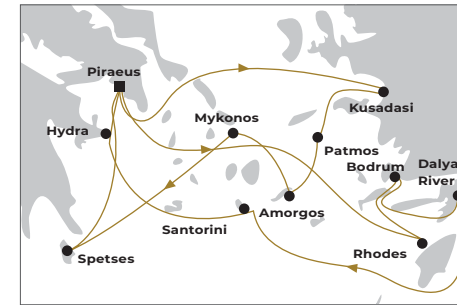 Piraeus
Kusadasi
Mykonos
Hydra
Patmos
Bodrum
Dalya
River
Amorgos
Santorini
Rhodes
Spetses